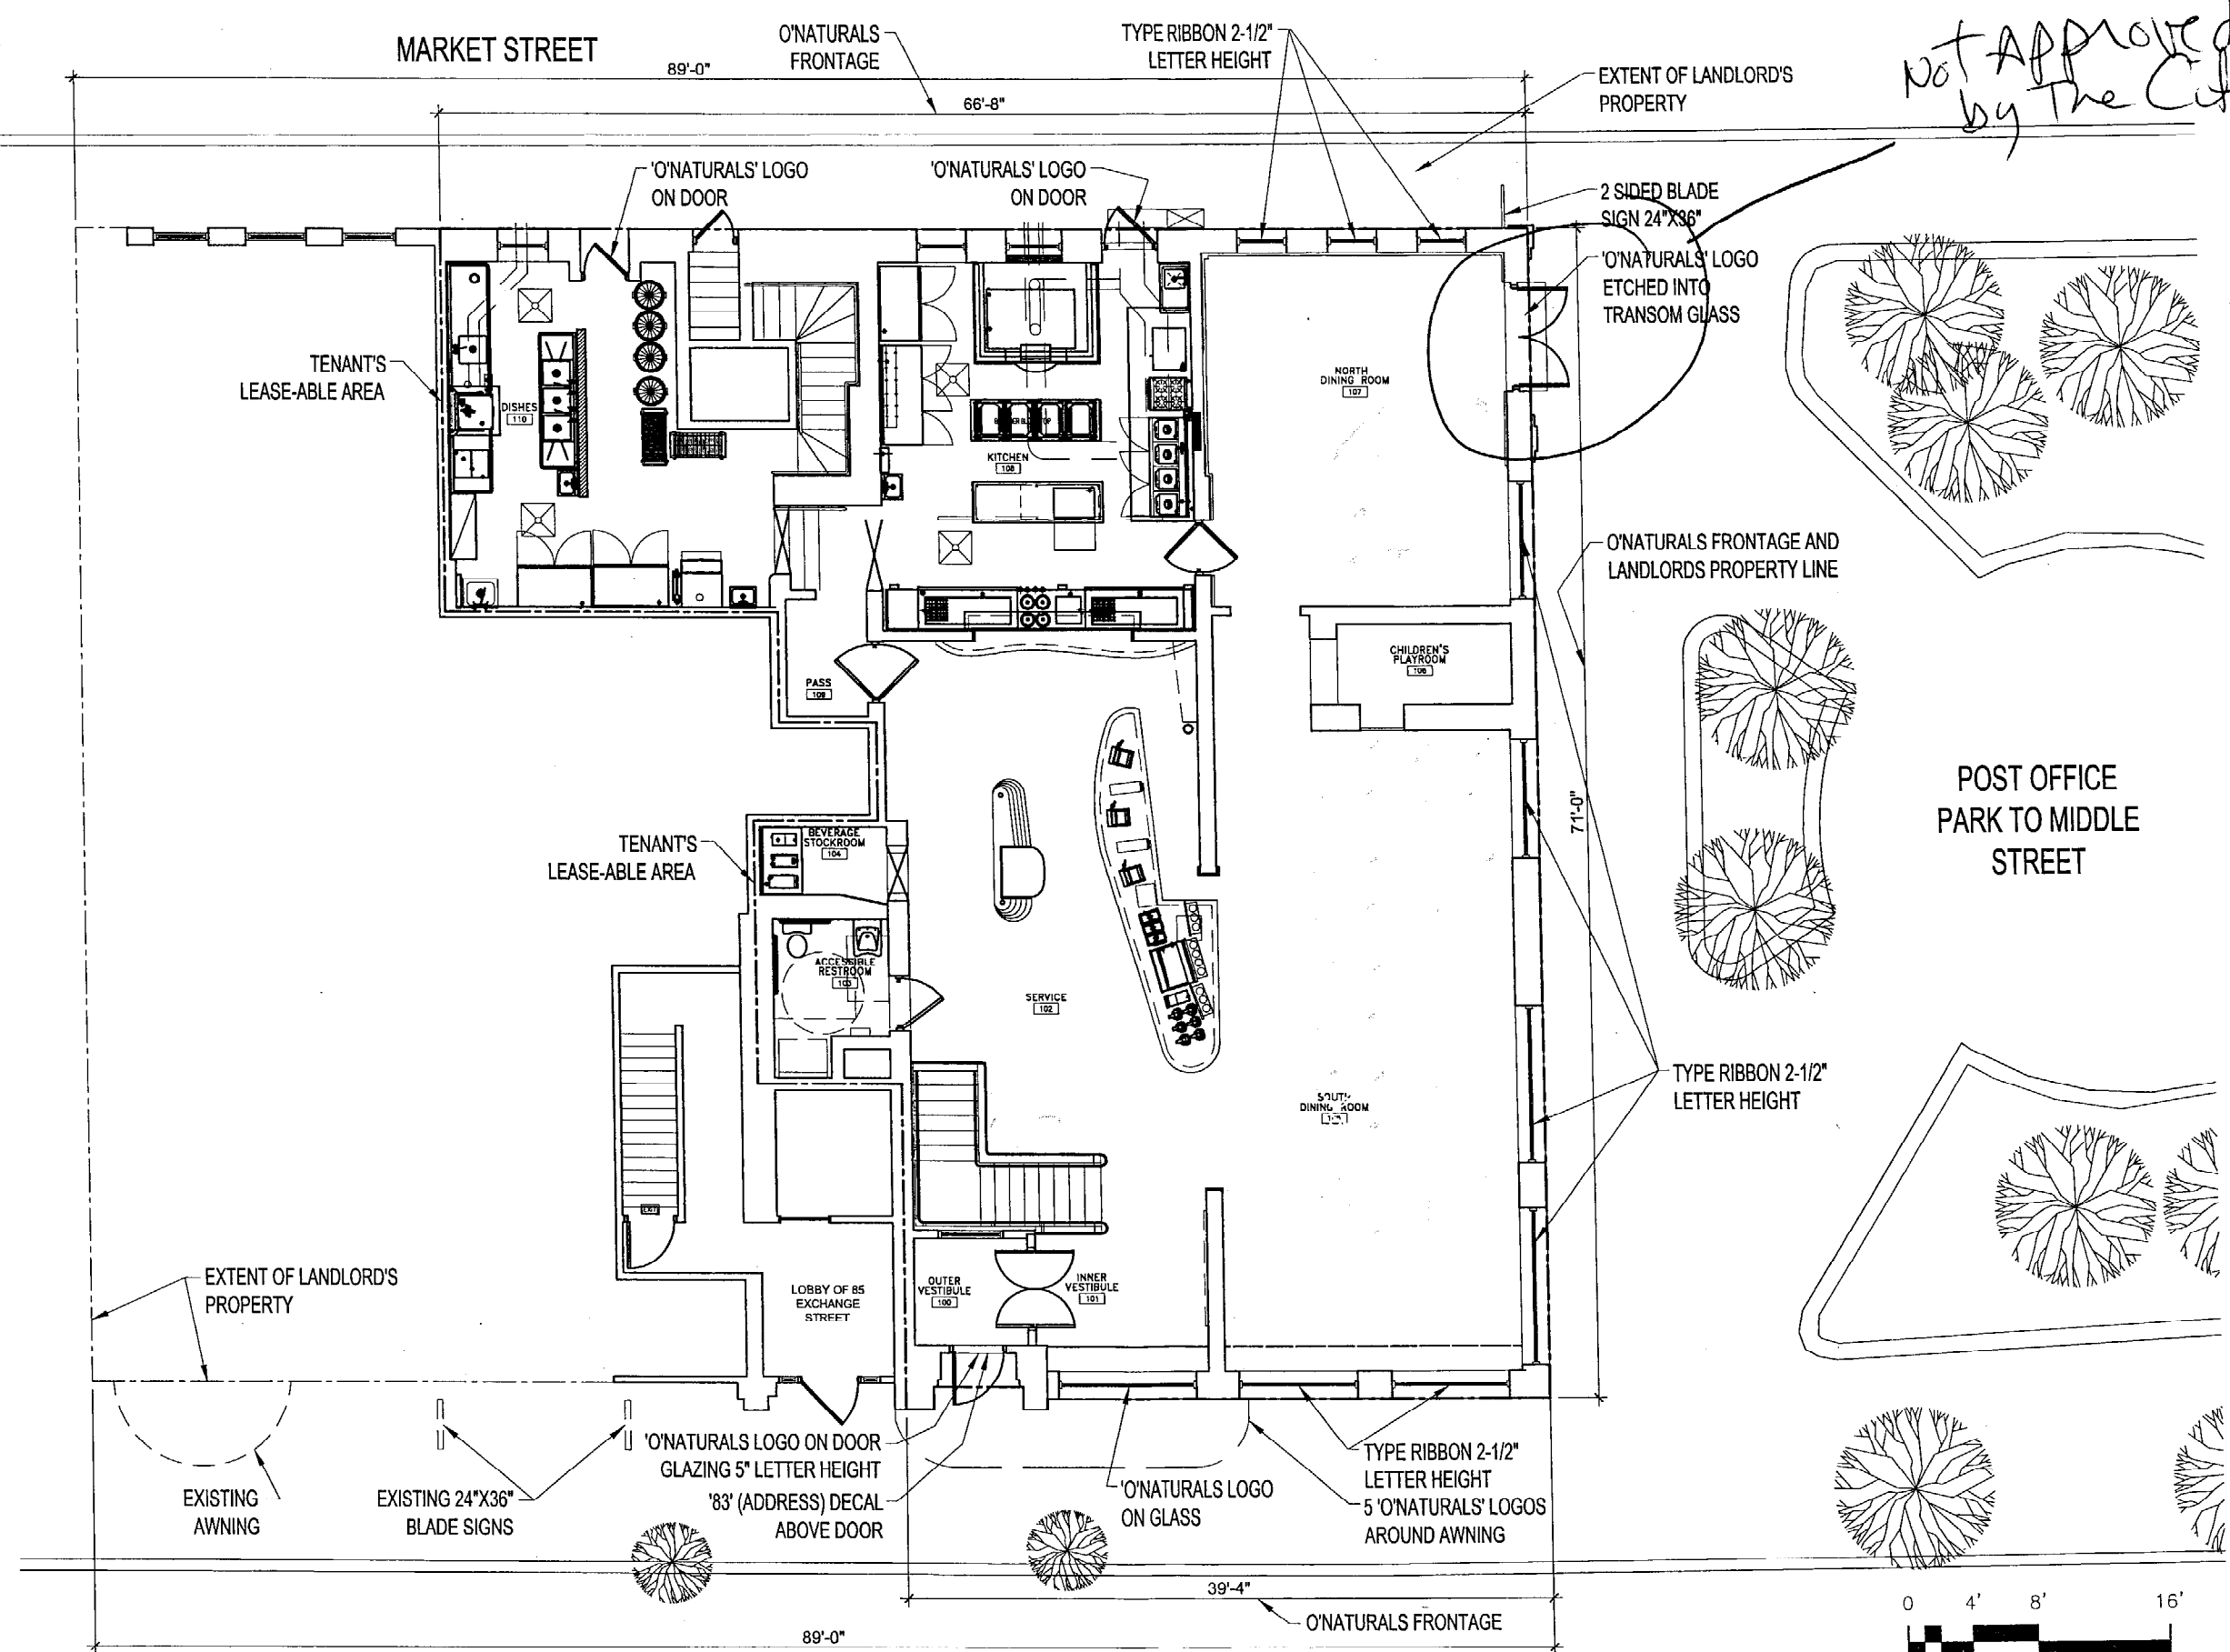 MARKET STREET
89'-0"
O'NATURALS
FRONTAGE
66'-8"
TYPE RIBBON 2-1/2"
LETTER HEIGHT
EXTENT OF LANDLORD'S
PROPERTY
Not Approved
by The
'O'NATURALS' LOGO
ON DOOR
'O'NATURALS' LOGO
ON DOOR
2 SIDED BLADE
SIGN 24"X36"
'O'NATURALS' LOGO
ETCHED INTO
TRANSOM GLASS
TENANT'S
LEASE-ABLE AREA
DISHES
110
NORTH
DINING ROOM
107
KITCHEN
108
O'NATURALS FRONTAGE AND
LANDLORDS PROPERTY LINE
CHILDREN'S
PLAYROOM
106
PASS
109
71'-0"
POST OFFICE
PARK TO MIDDLE
STREET
TENANT'S
LEASE-ABLE AREA
BEVERAGE
STOCKROOM
104
ACCESSIBLE
RESTROOM
103
SERVICE
102
TYPE RIBBON 2-1/2"
LETTER HEIGHT
SOUTH
DINING ROOM
105
EXIT
EXTENT OF LANDLORD'S
PROPERTY
LOBBY OF 85
EXCHANGE
STREET
OUTER
VESTIBULE
100
INNER
VESTIBULE
101
'O'NATURALS LOGO ON DOOR
GLAZING 5" LETTER HEIGHT
'83' (ADDRESS) DECAL
ABOVE DOOR
'O'NATURALS LOGO
ON GLASS
TYPE RIBBON 2-1/2"
LETTER HEIGHT
5 'O'NATURALS' LOGOS
AROUND AWNING
EXISTING
AWNING
EXISTING 24"X36"
BLADE SIGNS
39'-4"
O'NATURALS FRONTAGE
89'-0"
0 4' 8' 16'